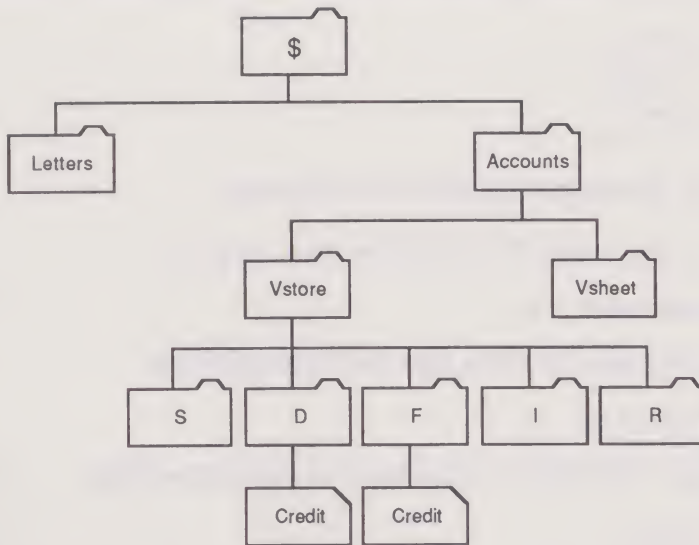 $
Letters
Accounts
Vstore
Vsheet
S
D
F
I
R
Credit
Credit